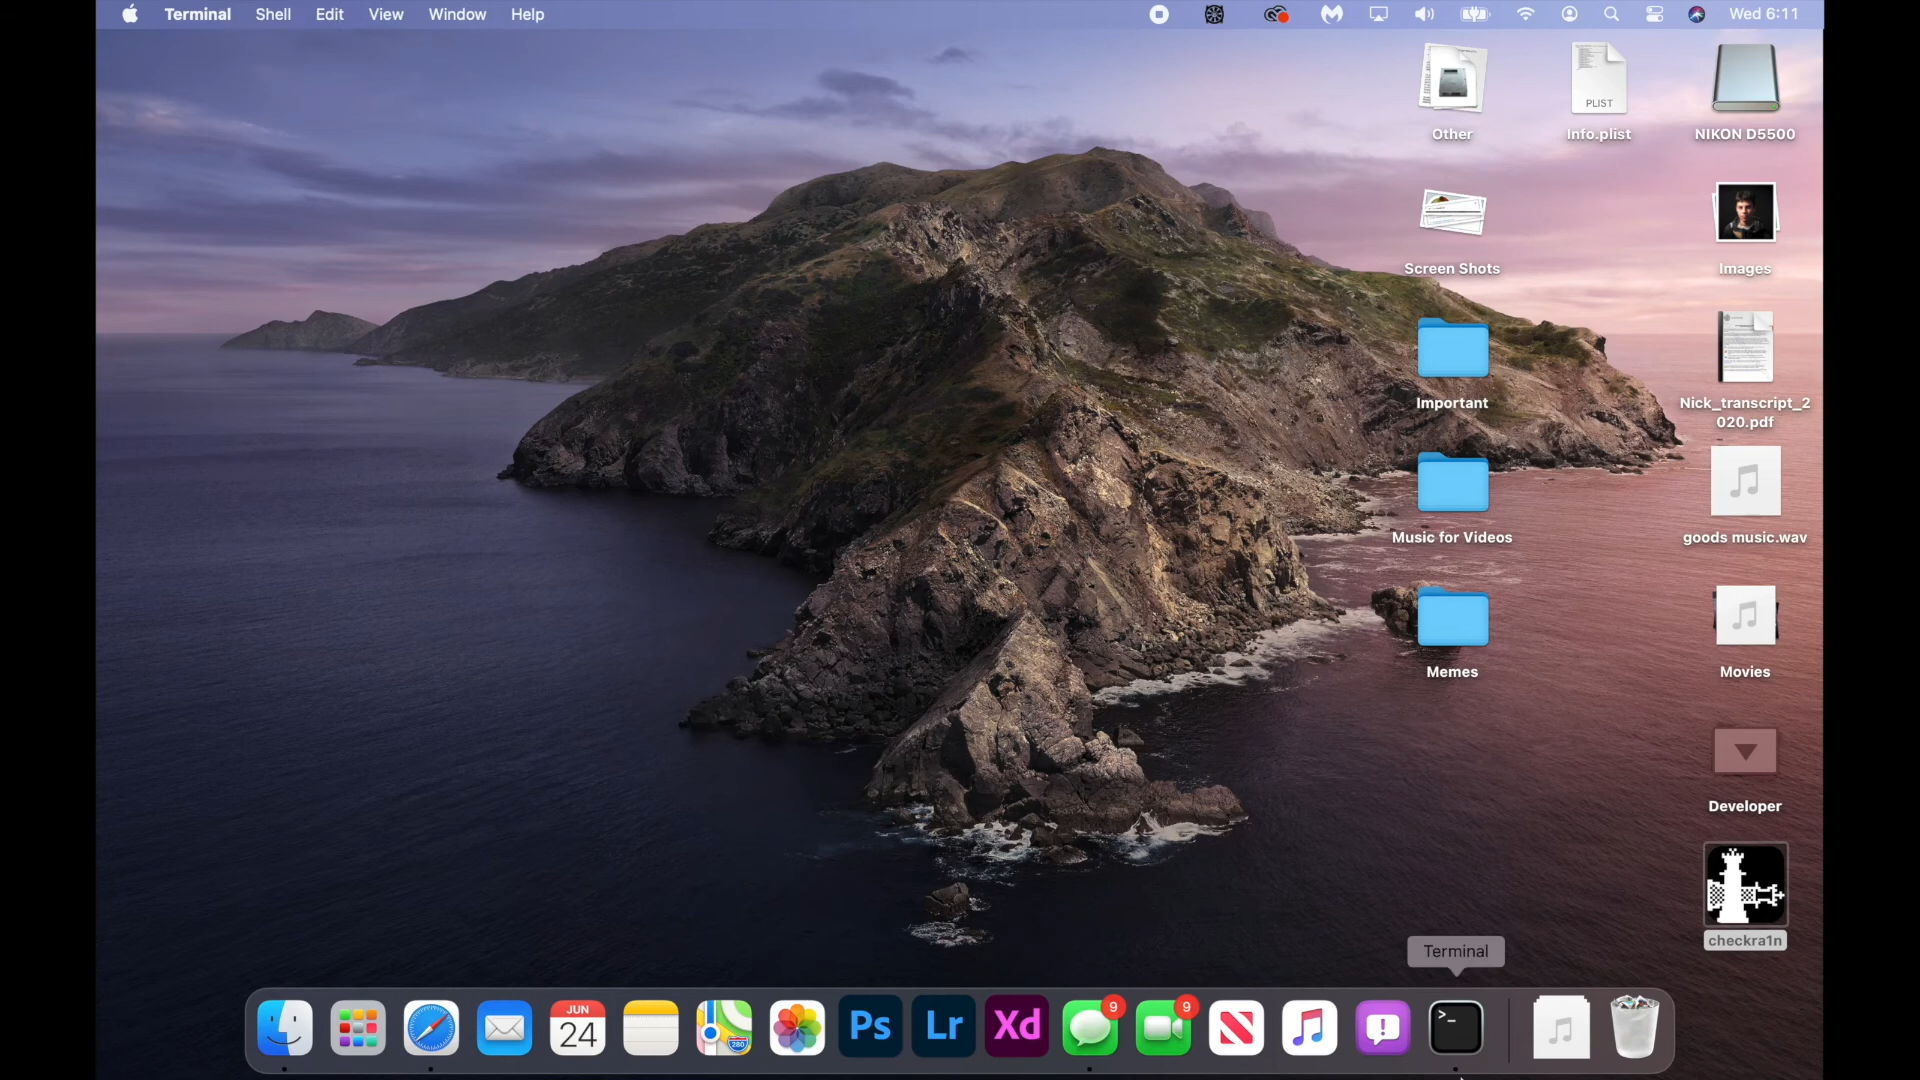 Terminal Shell Edit View Window Help Wed 6:11
Other
PLIST
Info.plist
NIKON D5500
Screen Shots
Images
Important
Nick_transcript_2
020.pdf
Music for Videos
goods music.wav
Memes
Movies
Developer
checkra1n
Terminal
JUN
24
280
Ps
Lr
Xd
9
9
>_